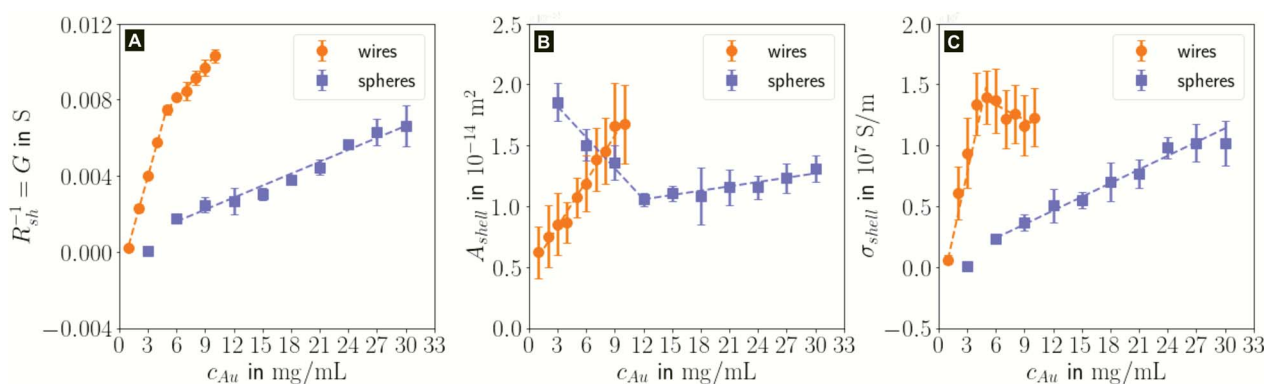 A
wires
spheres
0.012
0.008
0.004
0.000
−0.004
R_sh^−1 = G in S
0 3 6 9 12 15 18 21 24 27 30 33
c_Au in mg/mL
B
wires
spheres
2.5
2.0
1.5
1.0
0.5
0.0
A_shell in 10^−14 m^2
0 3 6 9 12 15 18 21 24 27 30 33
c_Au in mg/mL
C
wires
spheres
2.0
1.5
1.0
0.5
0.0
−0.5
σ_shell in 10^7 S/m
0 3 6 9 12 15 18 21 24 27 30 33
c_Au in mg/mL